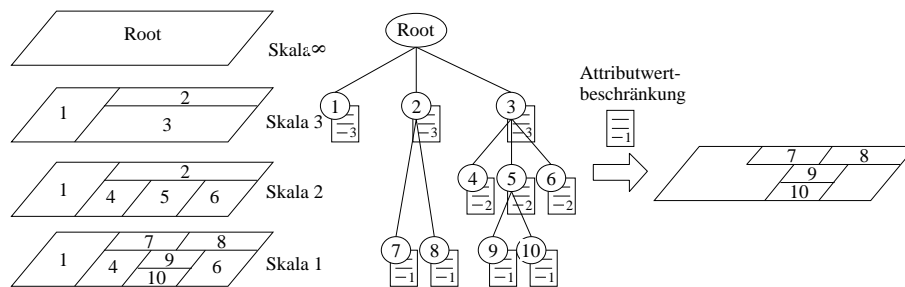 Root
Skala∞
1
2
3
Skala 3
1
2
4 5 6
Skala 2
1
7 8
4 9 6
10
Skala 1
Root
1 2 3
–3 –3 –3
4 5 6
–2 –2 –2
7 8 9 10
–1 –1 –1 –1
Attributwert-
beschränkung
–1
7 8
9
10